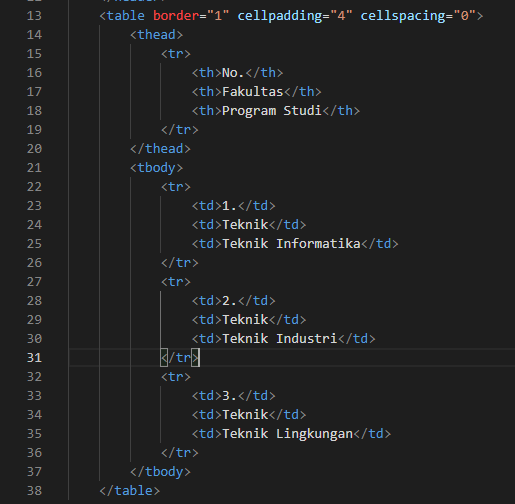 13 <table border="1" cellpadding="4" cellspacing="0">
14 <thead>
15 <tr>
16 <th>No.</th>
17 <th>Fakultas</th>
18 <th>Program Studi</th>
19 </tr>
20 </thead>
21 <tbody>
22 <tr>
23 <td>1.</td>
24 <td>Teknik</td>
25 <td>Teknik Informatika</td>
26 </tr>
27 <tr>
28 <td>2.</td>
29 <td>Teknik</td>
30 <td>Teknik Industri</td>
31 </tr>
32 <tr>
33 <td>3.</td>
34 <td>Teknik</td>
35 <td>Teknik Lingkungan</td>
36 </tr>
37 </tbody>
38 </table>